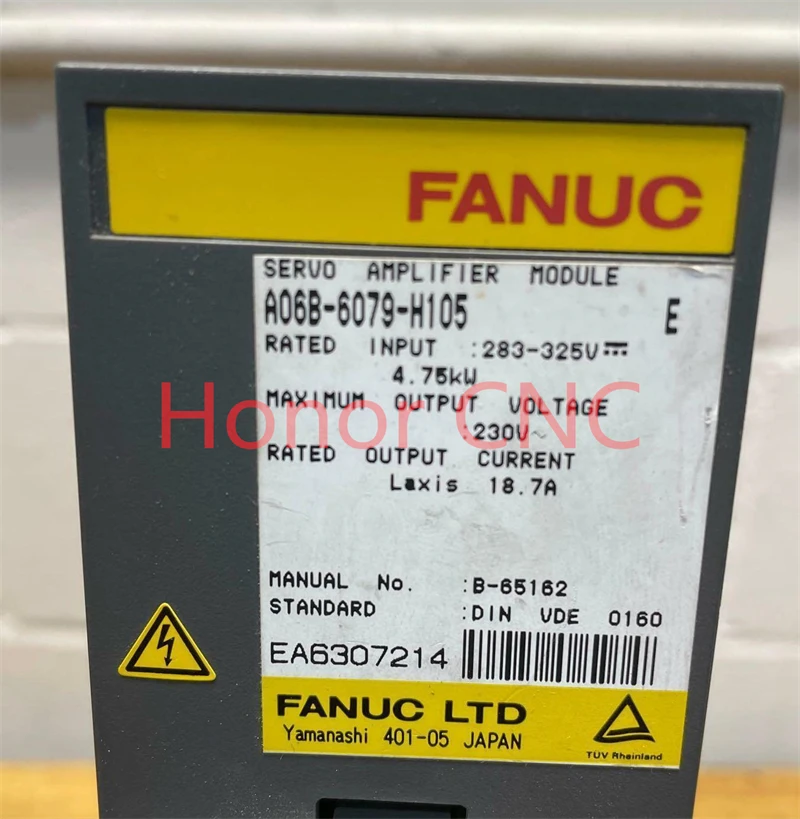 FANUC
SERVO AMPLIFIER MODULE
A06B-6079-H105 E
RATED INPUT :283-325V⎓
4.75kW
MAXIMUM OUTPUT VOLTAGE
:230V~
RATED OUTPUT CURRENT
Laxis 18.7A
Honor CNC
MANUAL No. :B-65162
STANDARD :DIN VDE 0160
EA6307214
FANUC LTD
Yamanashi 401-05 JAPAN
TÜV Rheinland